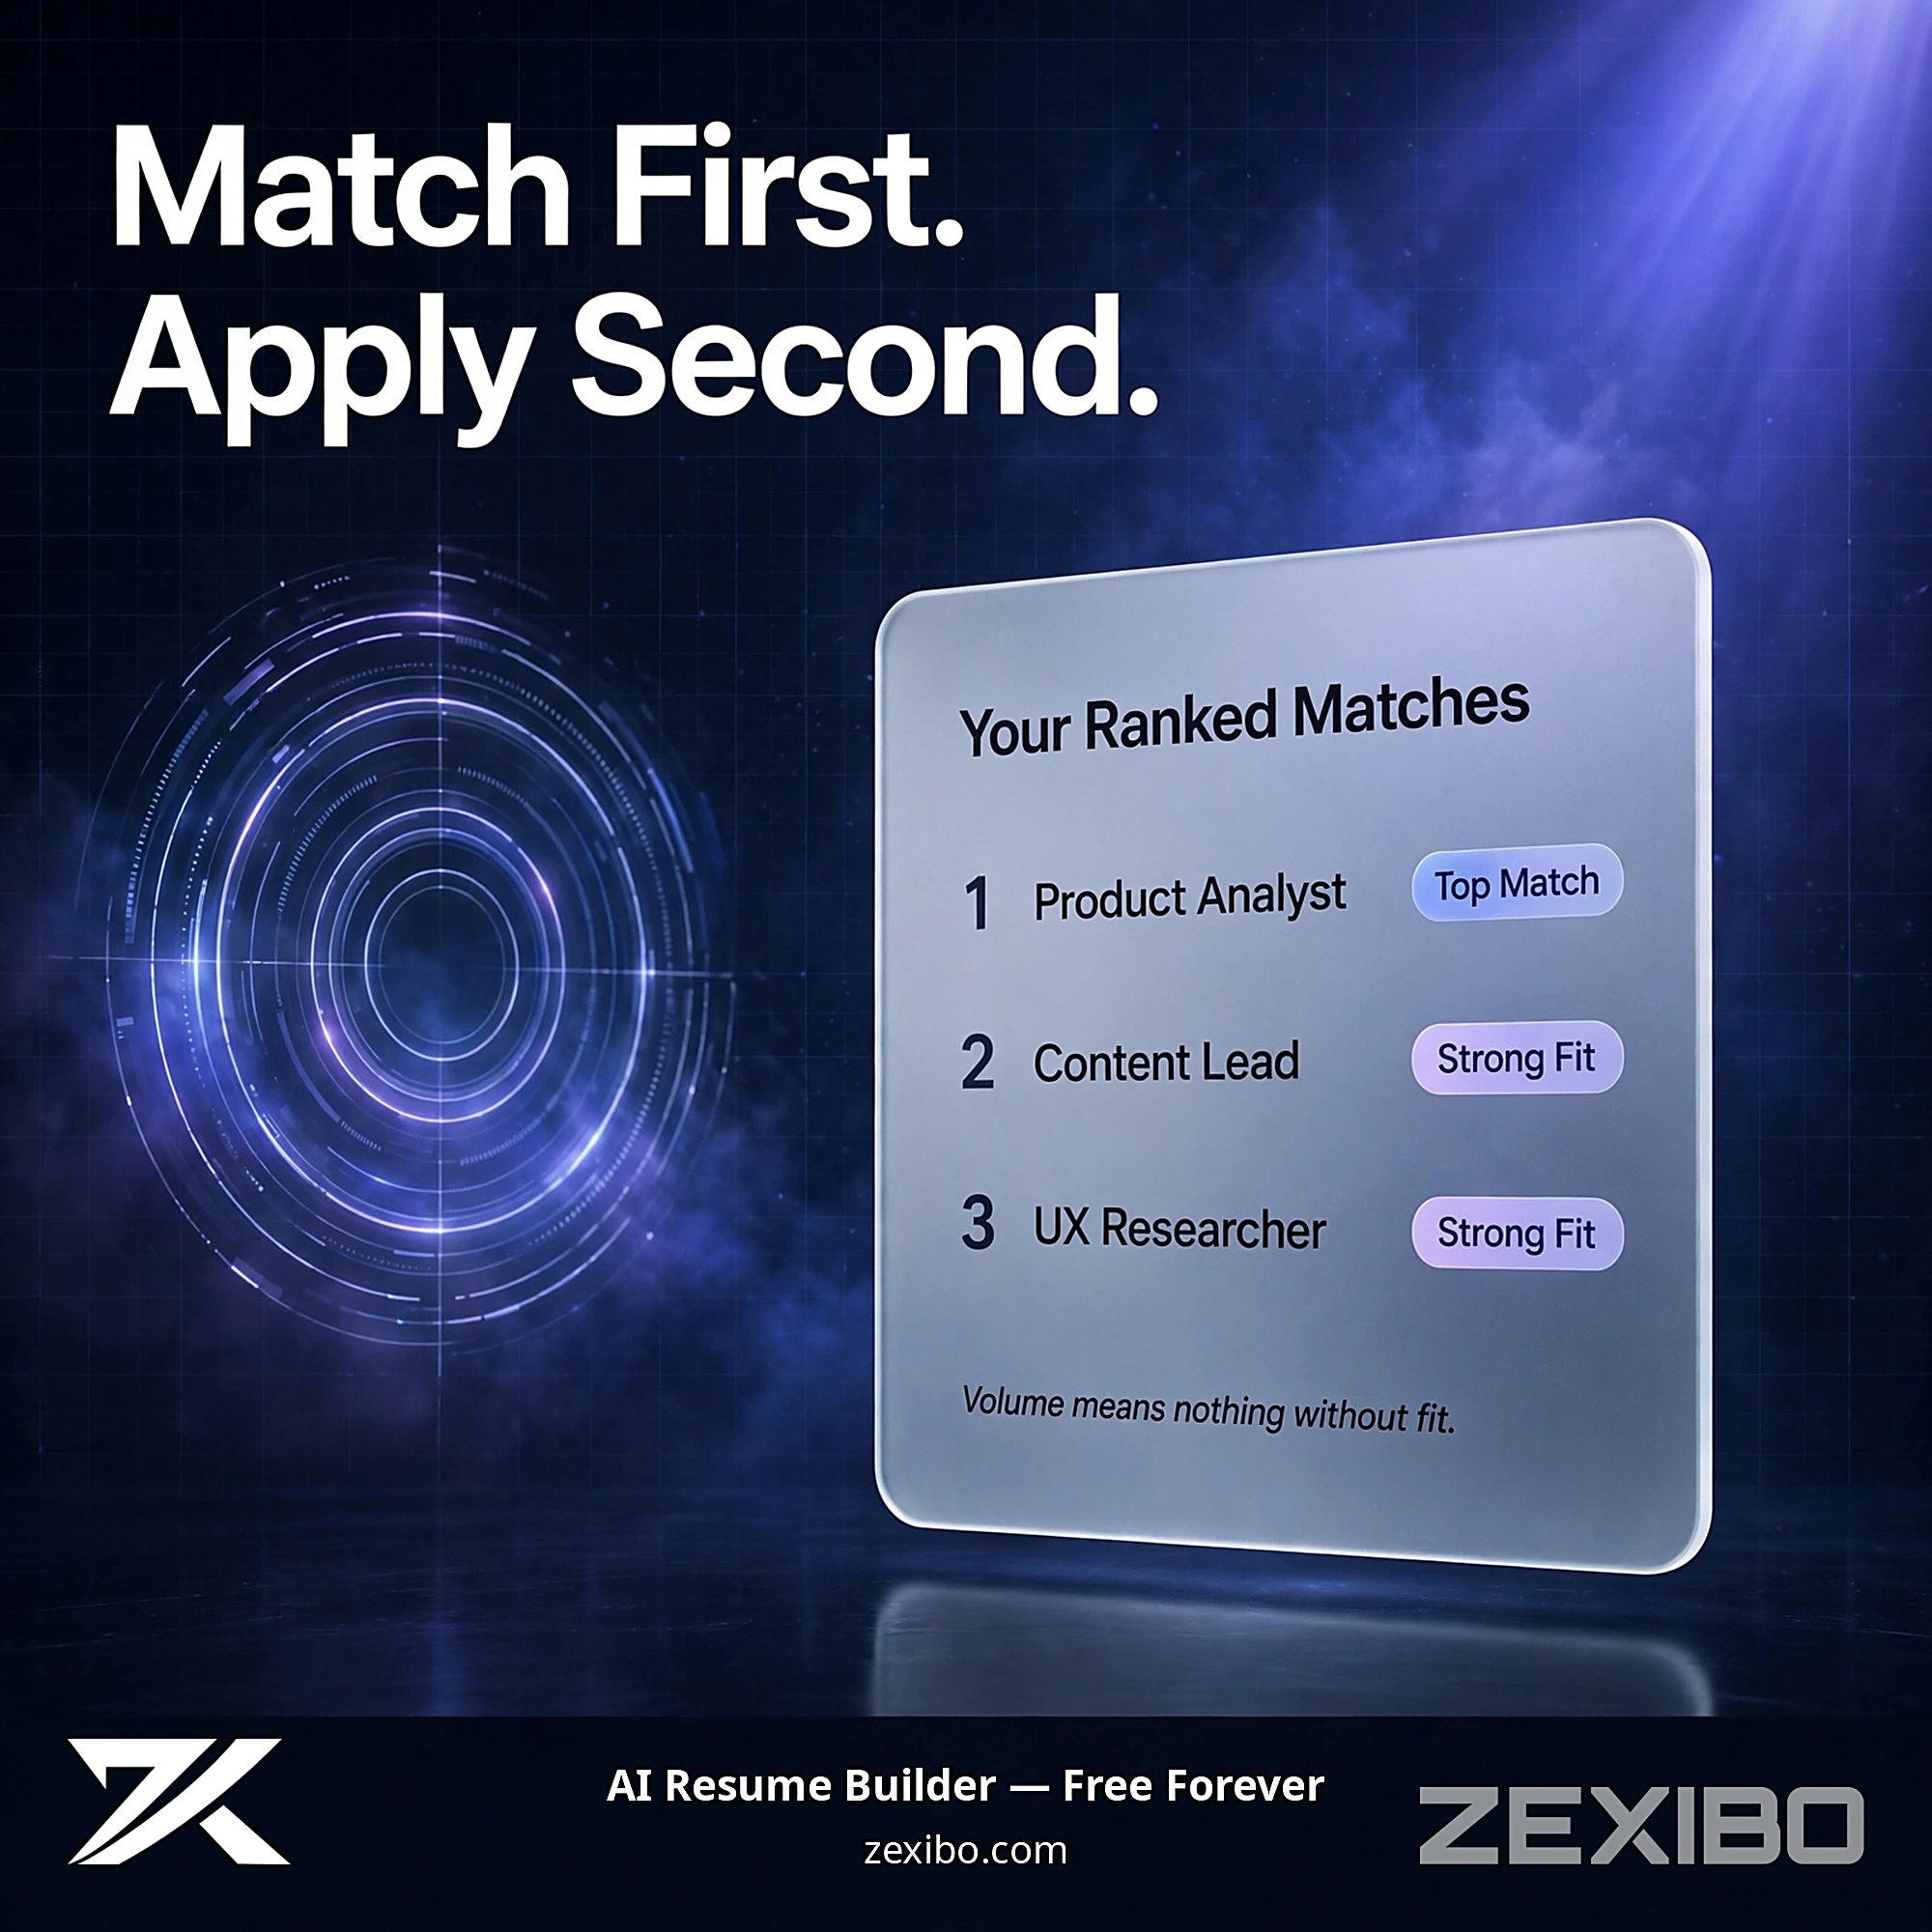 Match First.
Apply Second.
Your Ranked Matches
1 Product Analyst Top Match
2 Content Lead Strong Fit
3 UX Researcher Strong Fit
Volume means nothing without fit.
AI Resume Builder — Free Forever
zexibo.com
ZEXIBO